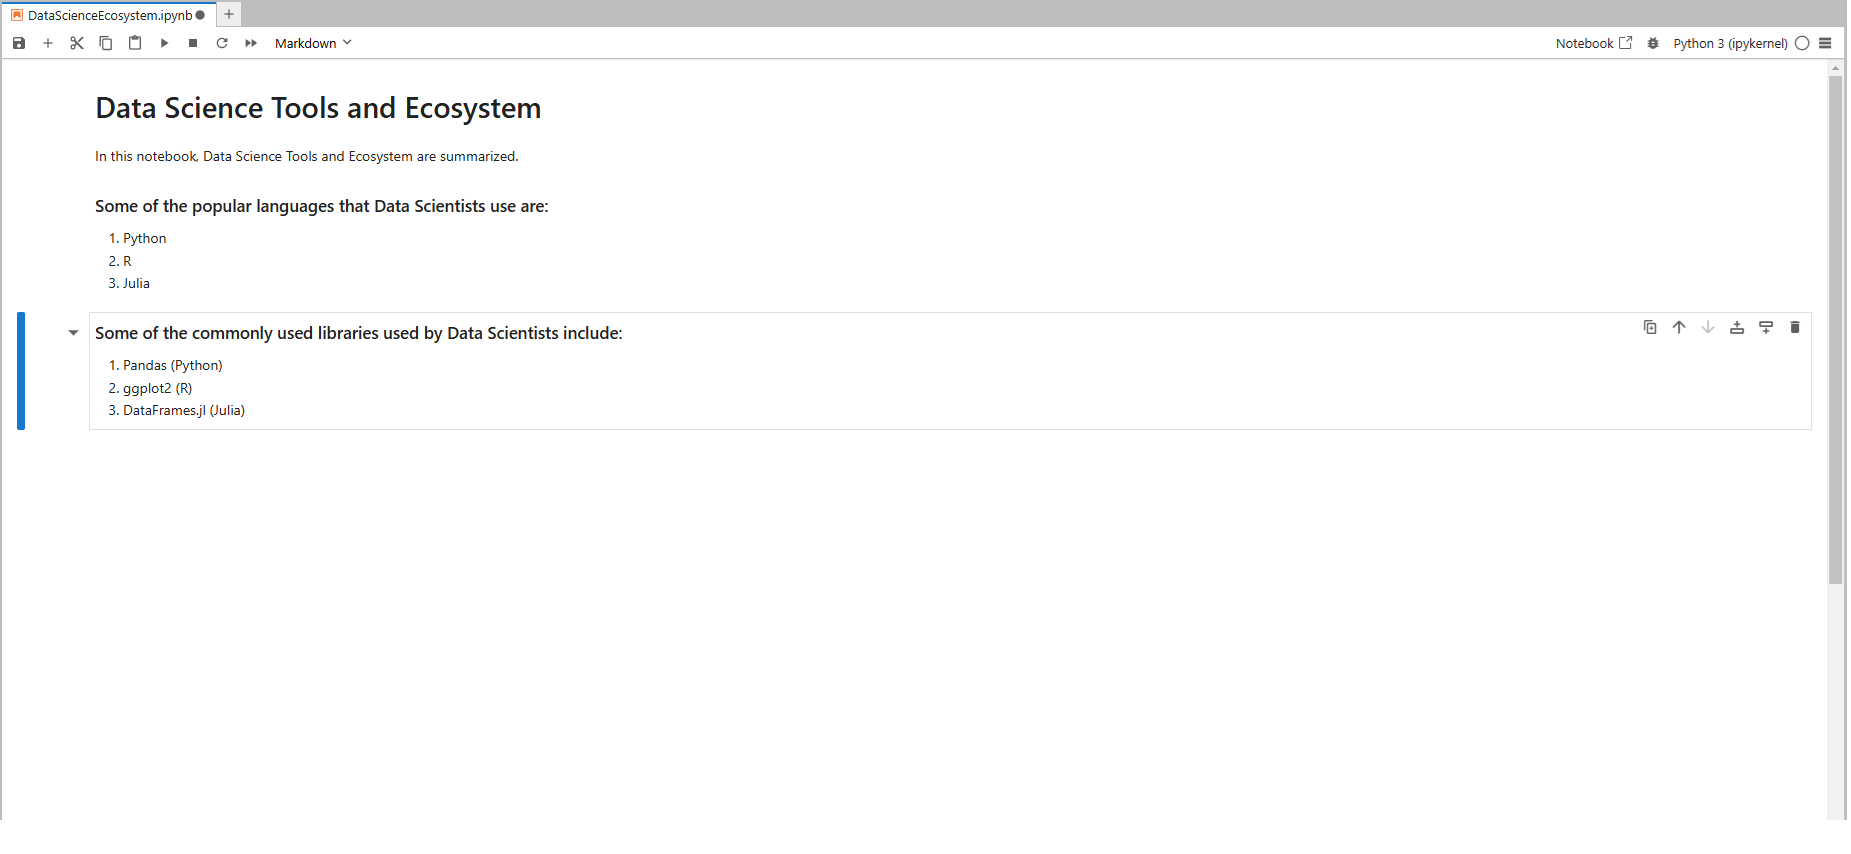 DataScienceEcosystem.ipynb
Markdown
Notebook
Python 3 (ipykernel)
Data Science Tools and Ecosystem
In this notebook, Data Science Tools and Ecosystem are summarized.
Some of the popular languages that Data Scientists use are:
1. Python
2. R
3. Julia
Some of the commonly used libraries used by Data Scientists include:
1. Pandas (Python)
2. ggplot2 (R)
3. DataFrames.jl (Julia)